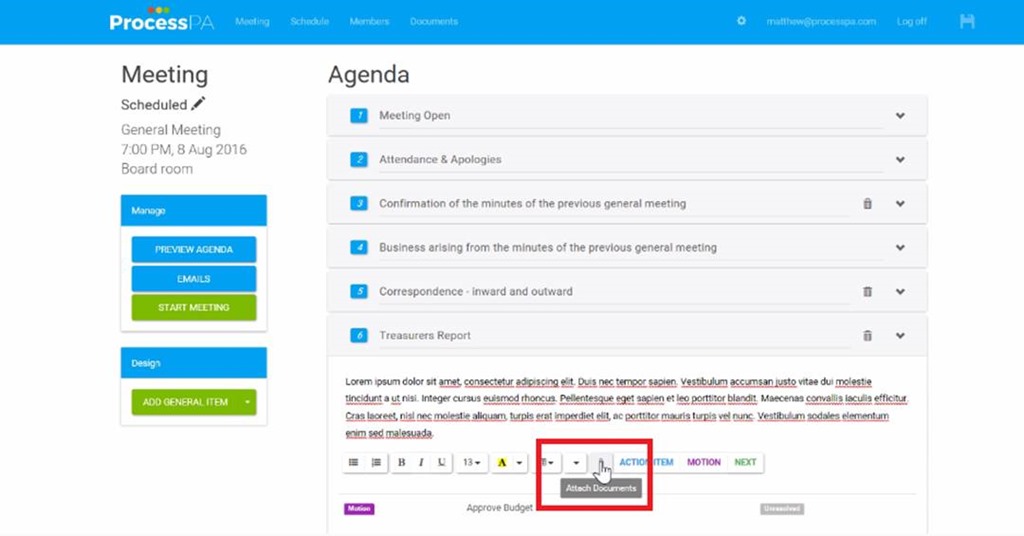 ProcessPA Meeting Schedule Members Documents matthew@processpa.com Log off
Meeting
Scheduled
General Meeting
7:00 PM, 8 Aug 2016
Board room
Manage
PREVIEW AGENDA
EMAILS
START MEETING
Design
ADD GENERAL ITEM
Agenda
1 Meeting Open
2 Attendance & Apologies
3 Confirmation of the minutes of the previous general meeting
4 Business arising from the minutes of the previous general meeting
5 Correspondence - inward and outward
6 Treasurers Report
Lorem ipsum dolor sit amet, consectetur adipiscing elit. Duis nec tempor sapien. Vestibulum accumsan justo vitae dui molestie
tincidunt a ut nisi. Integer cursus euismod rhoncus. Pellentesque eget sapien et leo porttitor blandit. Maecenas convallis iaculis efficitur.
Cras laoreet, nisl nec molestie aliquam, turpis erat imperdiet elit, ac porttitor mauris turpis vel nunc. Vestibulum sodales elementum
enim sed malesuada.
B I U 13 A ACTION ITEM MOTION NEXT
Attach Documents
Motion Approve Budget Unresolved